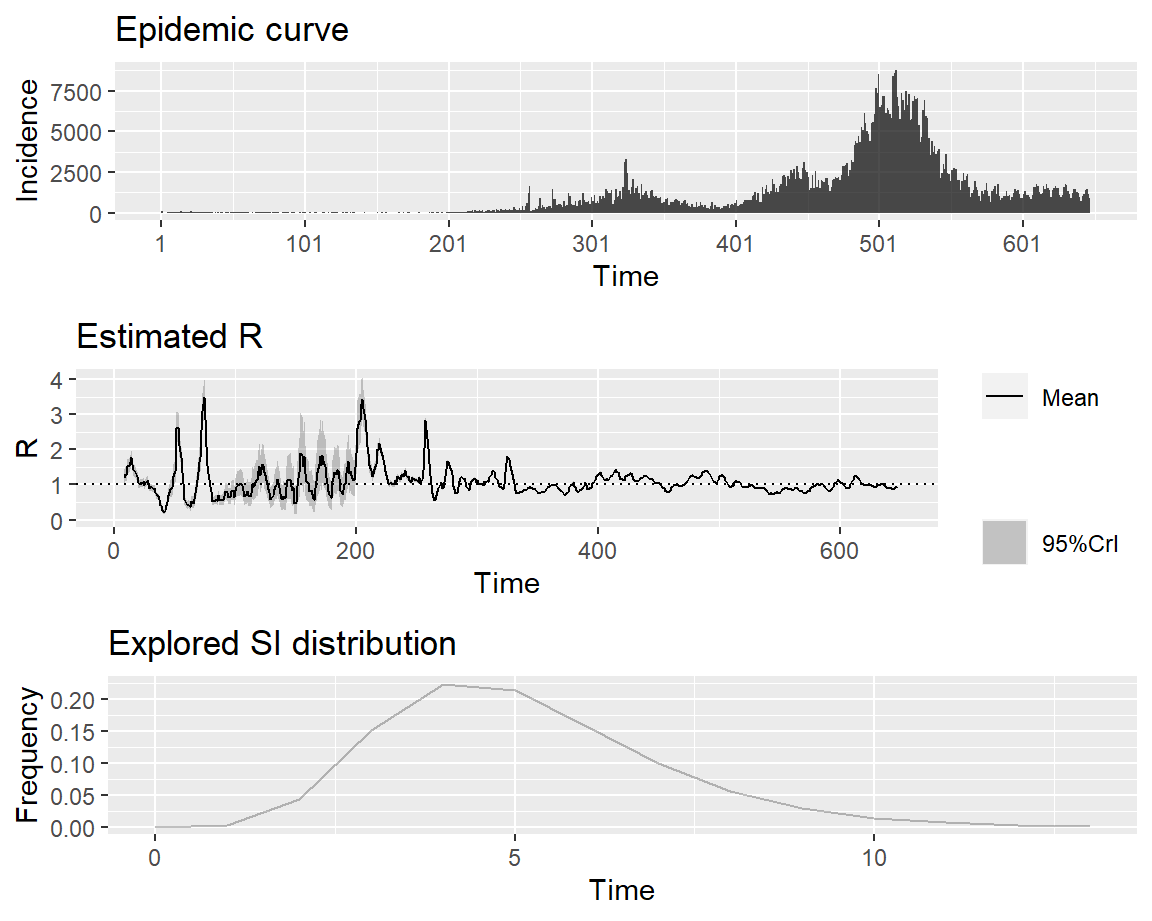 Epidemic curve
Incidence
7500
5000
2500
0
1 101 201 301 401 501 601
Time
Estimated R
R
4
3
2
1
0
0 200 400 600
Time
Mean
95%CrI
Explored SI distribution
Frequency
0.20
0.15
0.10
0.05
0.00
0 5 10
Time